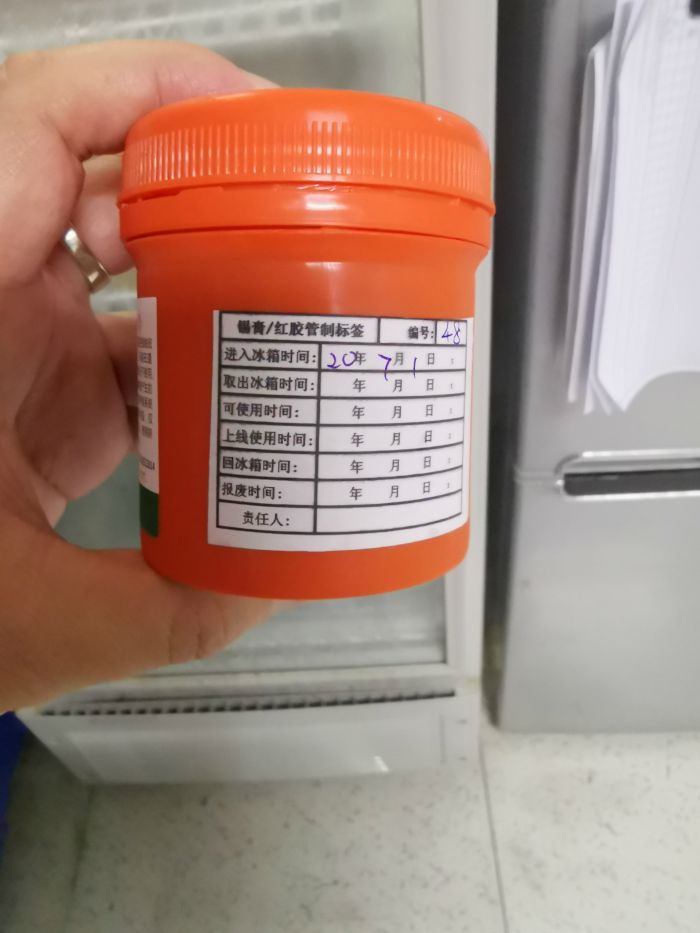 锡膏/红胶管制标签 编号: 48
进入冰箱时间: 20年 7月 1日 :
取出冰箱时间: 年 月 日 :
可使用时间: 年 月 日 :
上线使用时间: 年 月 日 :
回冰箱时间: 年 月 日 :
报废时间: 年 月 日 :
责任人: